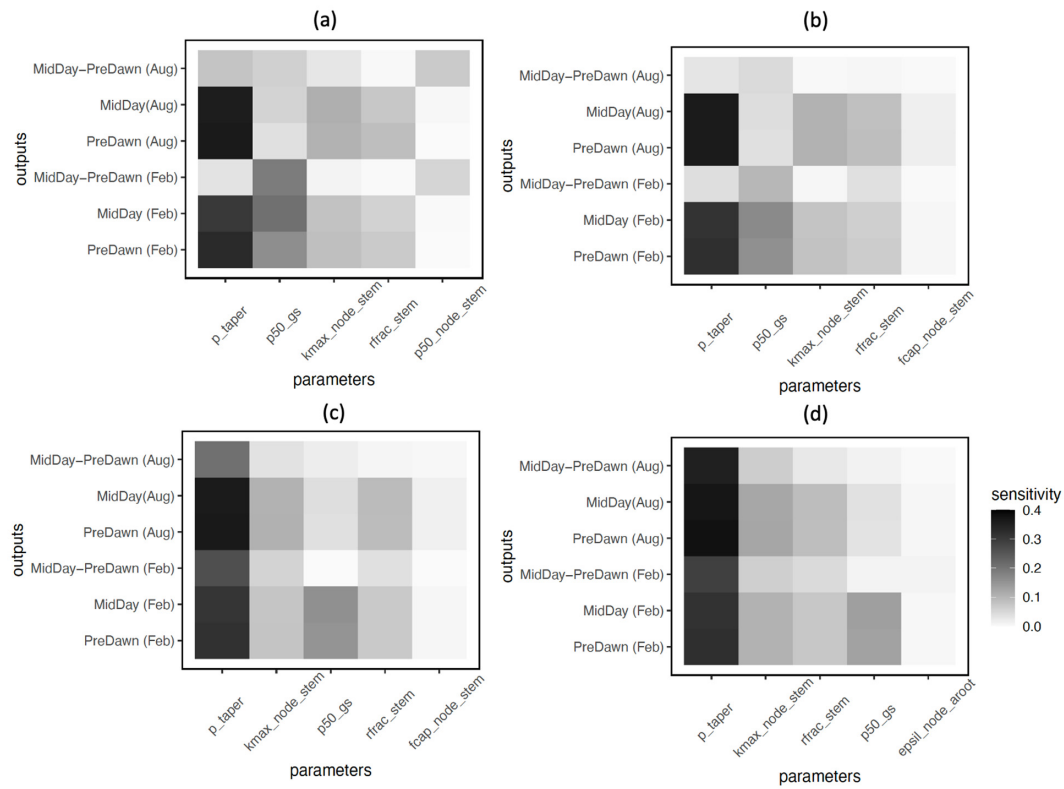 (a)
MidDay−PreDawn (Aug)
MidDay(Aug)
PreDawn (Aug)
MidDay−PreDawn (Feb)
MidDay (Feb)
PreDawn (Feb)
outputs
p_taper
p50_gs
kmax_node_stem
rfrac_stem
p50_node_stem
parameters
(b)
MidDay−PreDawn (Aug)
MidDay(Aug)
PreDawn (Aug)
MidDay−PreDawn (Feb)
MidDay (Feb)
PreDawn (Feb)
outputs
p_taper
p50_gs
kmax_node_stem
rfrac_stem
fcap_node_stem
parameters
(c)
MidDay−PreDawn (Aug)
MidDay(Aug)
PreDawn (Aug)
MidDay−PreDawn (Feb)
MidDay (Feb)
PreDawn (Feb)
outputs
p_taper
kmax_node_stem
p50_gs
rfrac_stem
fcap_node_stem
parameters
(d)
MidDay−PreDawn (Aug)
MidDay(Aug)
PreDawn (Aug)
MidDay−PreDawn (Feb)
MidDay (Feb)
PreDawn (Feb)
outputs
p_taper
kmax_node_stem
rfrac_stem
p50_gs
epsil_node_aroot
parameters
sensitivity
0.4
0.3
0.2
0.1
0.0